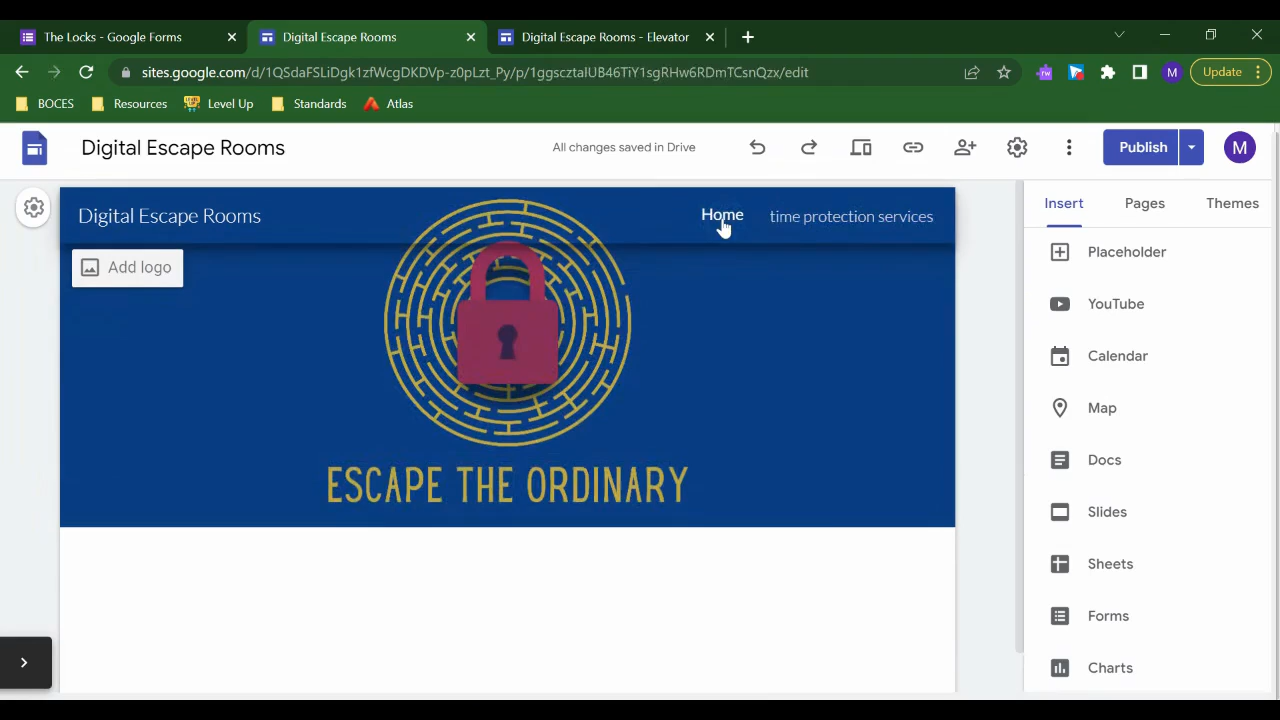 The Locks - Google Forms
Digital Escape Rooms
Digital Escape Rooms - Elevator
sites.google.com/d/1QSdaFSLiDgk1zfWcgDKDVp-z0pLzt_Py/p/1ggscztalUB46TiY1sgRHw6RDmTCsnQzx/edit
rw
M
Update
BOCES
Resources
Level Up
Standards
Atlas
Digital Escape Rooms
All changes saved in Drive
Publish
M
Digital Escape Rooms
Home
time protection services
Add logo
ESCAPE THE ORDINARY
Insert
Pages
Themes
Placeholder
YouTube
Calendar
Map
Docs
Slides
Sheets
Forms
Charts